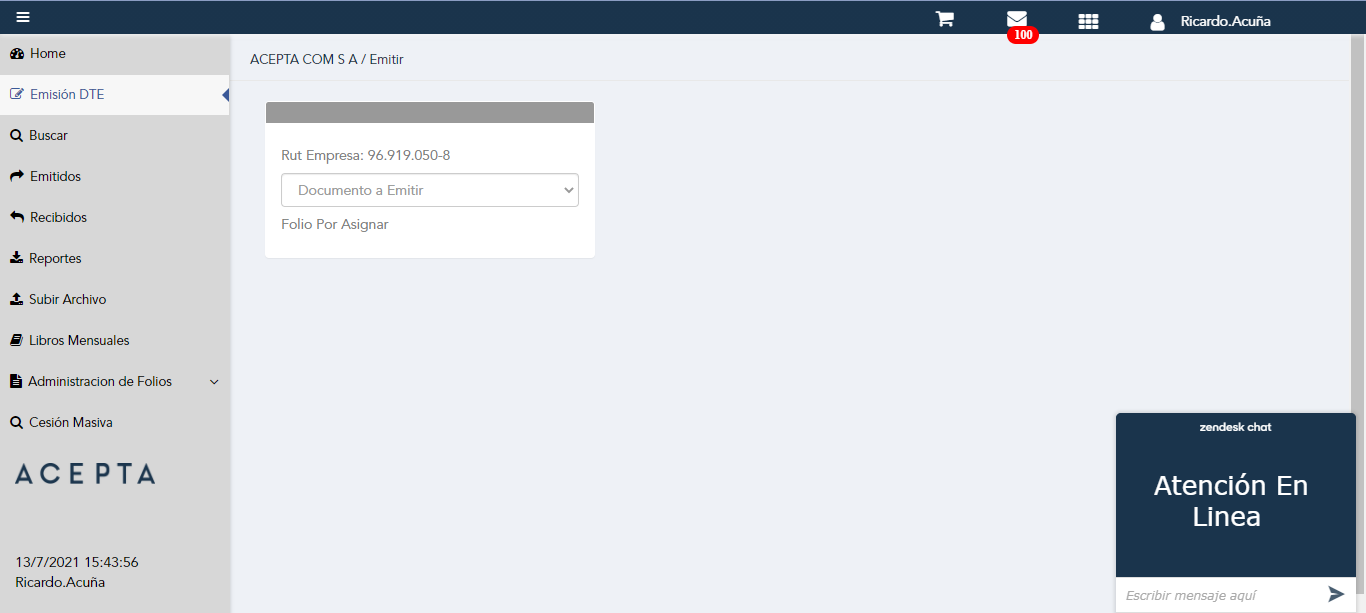 100
Ricardo.Acuña
Home
Emisión DTE
Buscar
Emitidos
Recibidos
Reportes
Subir Archivo
Libros Mensuales
Administracion de Folios
Cesión Masiva
ACEPTA
13/7/2021 15:43:56
Ricardo.Acuña
ACEPTA COM S A / Emitir
Rut Empresa: 96.919.050-8
Documento a Emitir
Folio Por Asignar
zendesk chat
Atención En
Linea
Escribir mensaje aquí